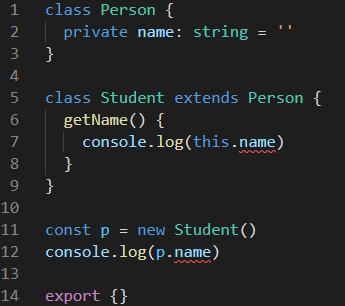 1 class Person {
2   private name: string = ''
3 }
4
5 class Student extends Person {
6   getName() {
7     console.log(this.name)
8   }
9 }
10
11 const p = new Student()
12 console.log(p.name)
13
14 export {}